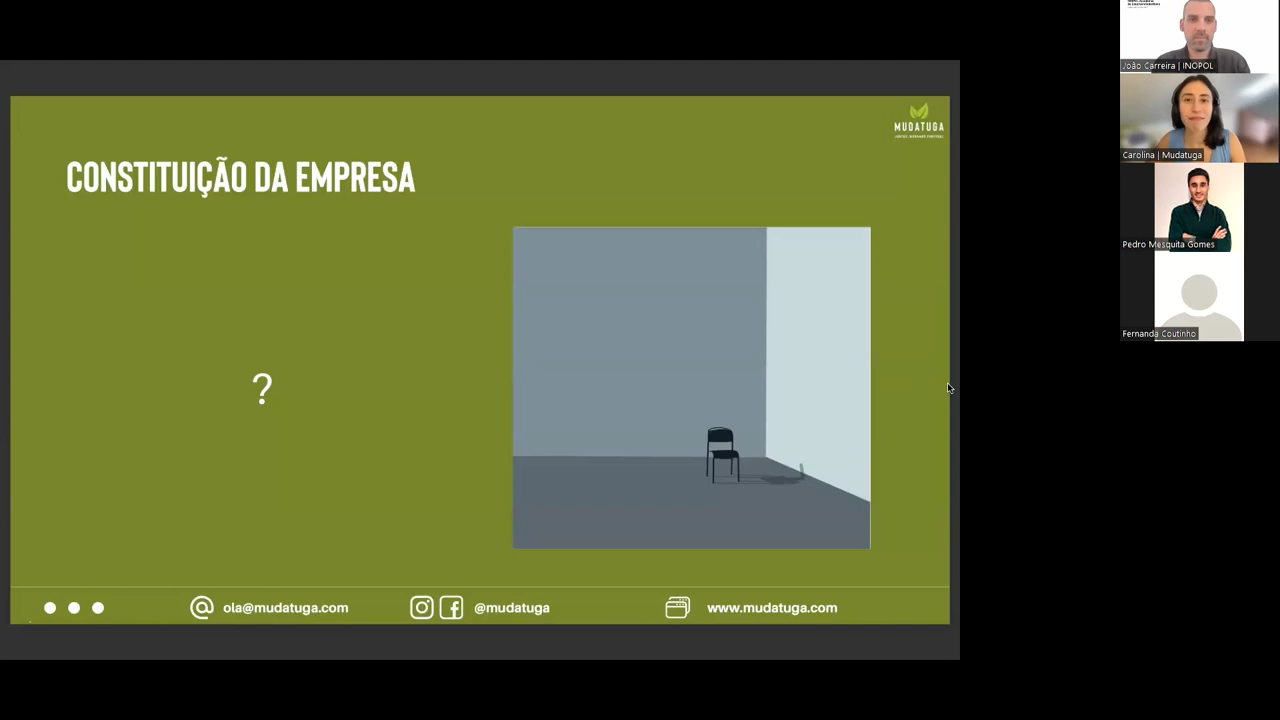 MUDATUGA
CONSTITUIÇÃO DA EMPRESA
?
ola@mudatuga.com
@mudatuga
www.mudatuga.com
João Carreira | INOPOL
Carolina | Mudatuga
Pedro Mesquita Gomes
Fernanda Coutinho